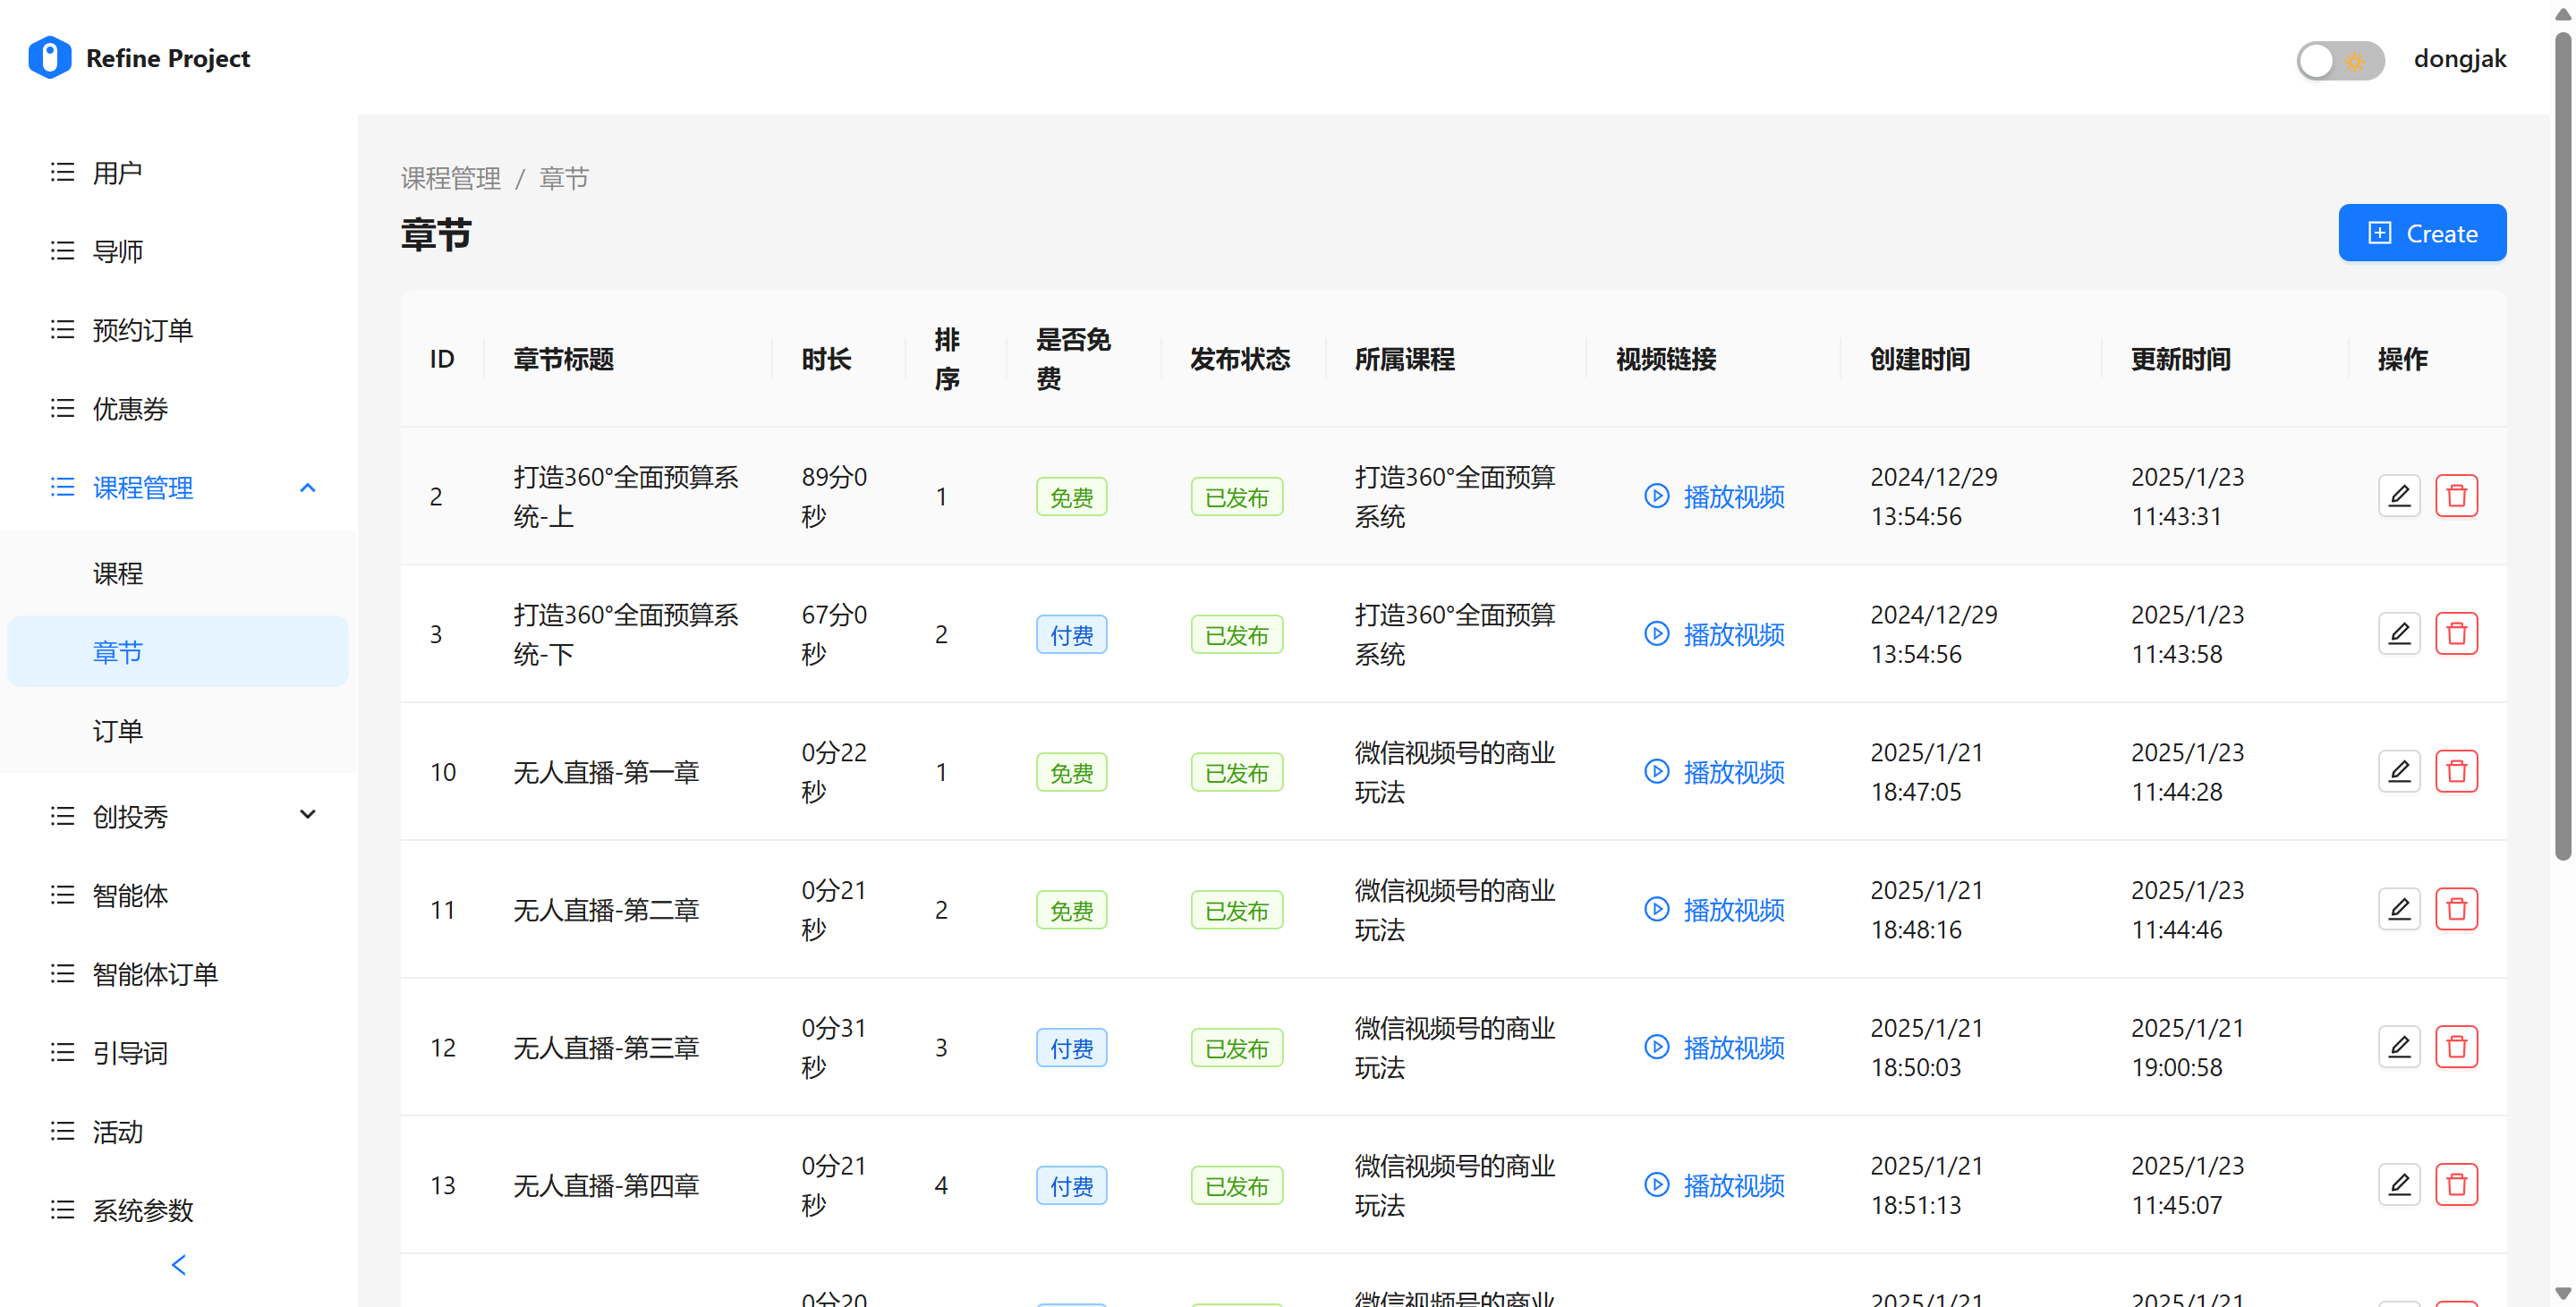 Refine Project
dongjak
用户
导师
预约订单
优惠券
课程管理
课程
章节
订单
创投秀
智能体
智能体订单
引导词
活动
系统参数
课程管理 / 章节
章节
Create
ID 章节标题 时长 排序 是否免费 发布状态 所属课程 视频链接 创建时间 更新时间 操作
2 打造360°全面预算系统-上 89分0秒 1 免费 已发布 打造360°全面预算系统 播放视频 2024/12/29 13:54:56 2025/1/23 11:43:31
3 打造360°全面预算系统-下 67分0秒 2 付费 已发布 打造360°全面预算系统 播放视频 2024/12/29 13:54:56 2025/1/23 11:43:58
10 无人直播-第一章 0分22秒 1 免费 已发布 微信视频号的商业玩法 播放视频 2025/1/21 18:47:05 2025/1/23 11:44:28
11 无人直播-第二章 0分21秒 2 免费 已发布 微信视频号的商业玩法 播放视频 2025/1/21 18:48:16 2025/1/23 11:44:46
12 无人直播-第三章 0分31秒 3 付费 已发布 微信视频号的商业玩法 播放视频 2025/1/21 18:50:03 2025/1/21 19:00:58
13 无人直播-第四章 0分21秒 4 付费 已发布 微信视频号的商业玩法 播放视频 2025/1/21 18:51:13 2025/1/23 11:45:07
0分20 微信视频号的商业 2025/1/21 2025/1/21